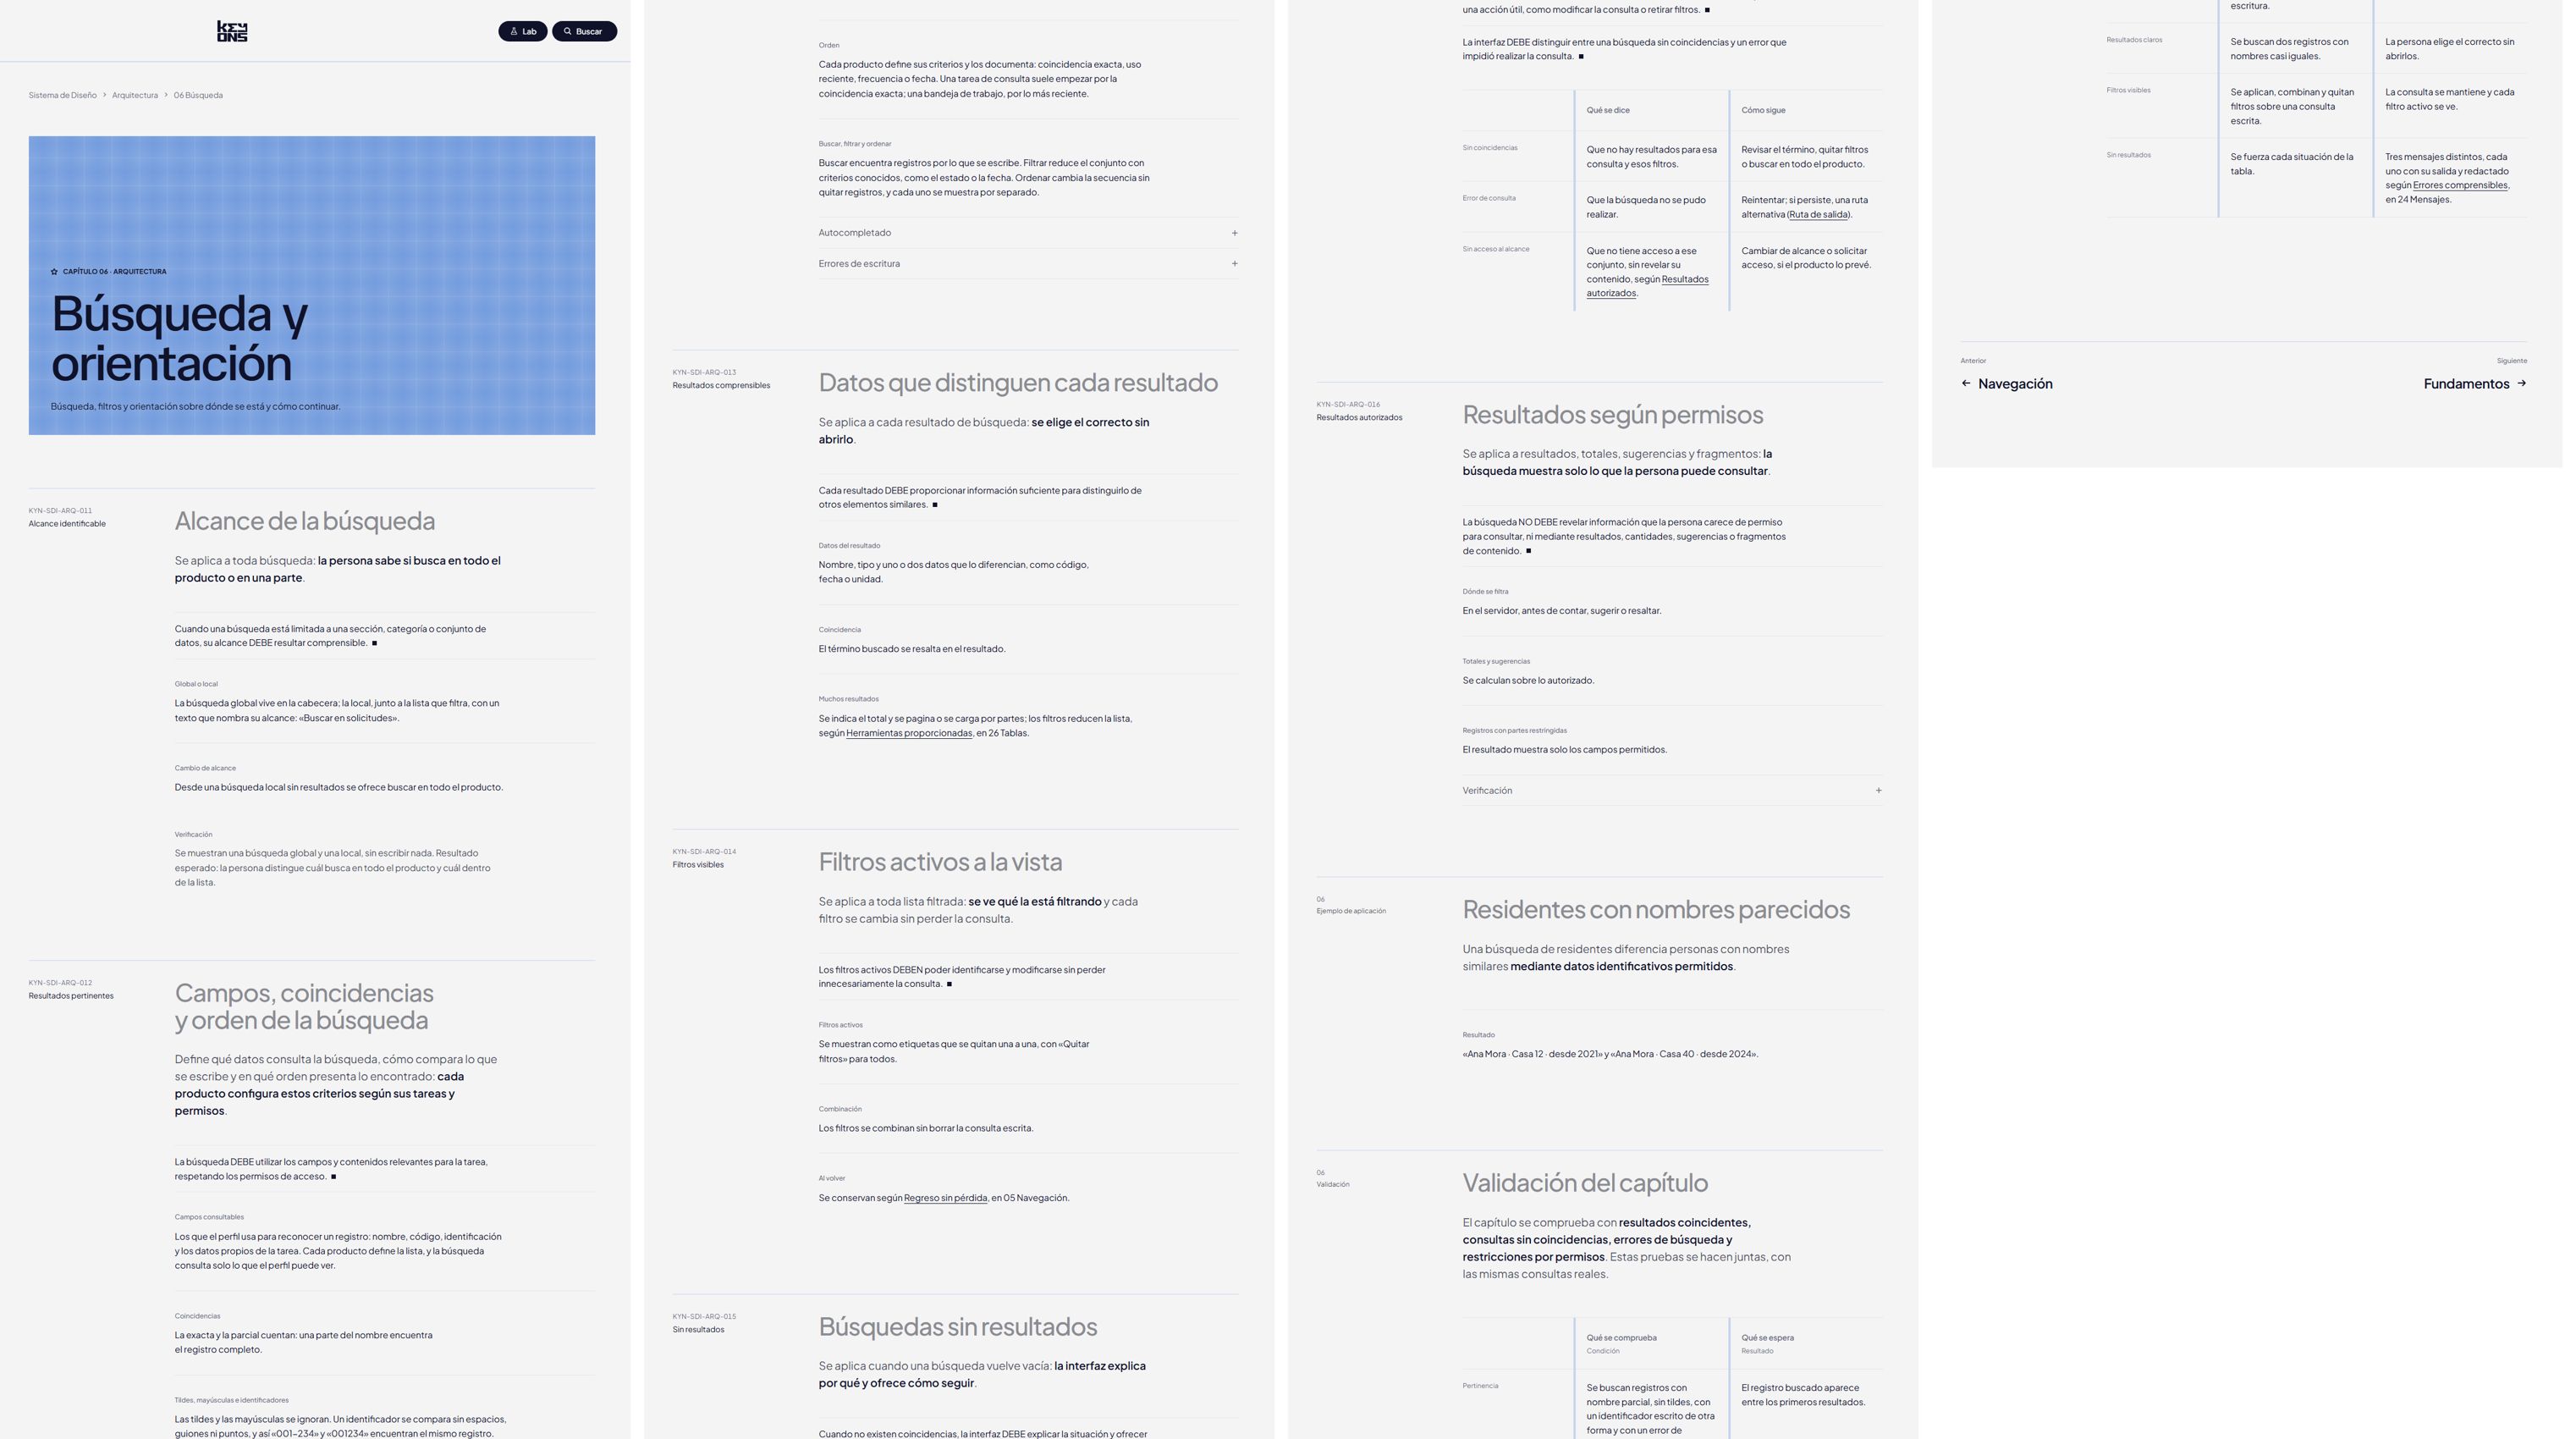 KEYONS
Lab
Buscar
Sistema de Diseño > Arquitectura > 06 Búsqueda
CAPÍTULO 06 · ARQUITECTURA
Búsqueda y
orientación
Búsqueda, filtros y orientación sobre dónde se está y cómo continuar.
KYN-SDI-ARQ-011
Alcance identificable
Alcance de la búsqueda
Se aplica a toda búsqueda: la persona sabe si busca en todo el
producto o en una parte.
Cuando una búsqueda está limitada a una sección, categoría o conjunto de
datos, su alcance DEBE resultar comprensible. ■
Global o local
La búsqueda global vive en la cabecera; la local, junto a la lista que filtra, con un
texto que nombra su alcance: «Buscar en solicitudes».
Cambio de alcance
Desde una búsqueda local sin resultados se ofrece buscar en todo el producto.
Verificación
Se muestran una búsqueda global y una local, sin escribir nada. Resultado
esperado: la persona distingue cuál busca en todo el producto y cuál dentro
de la lista.
KYN-SDI-ARQ-012
Resultados pertinentes
Campos, coincidencias
y orden de la búsqueda
Define qué datos consulta la búsqueda, cómo compara lo que
se escribe y en qué orden presenta lo encontrado: cada
producto configura estos criterios según sus tareas y
permisos.
La búsqueda DEBE utilizar los campos y contenidos relevantes para la tarea,
respetando los permisos de acceso. ■
Campos consultables
Los que el perfil usa para reconocer un registro: nombre, código, identificación
y los datos propios de la tarea. Cada producto define la lista, y la búsqueda
consulta solo lo que el perfil puede ver.
Coincidencias
La exacta y la parcial cuentan: una parte del nombre encuentra
el registro completo.
Tildes, mayúsculas e identificadores
Las tildes y las mayúsculas se ignoran. Un identificador se compara sin espacios,
guiones ni puntos, y así «001-234» y «001234» encuentran el mismo registro.
Orden
Cada producto define sus criterios y los documenta: coincidencia exacta, uso
reciente, frecuencia o fecha. Una tarea de consulta suele empezar por la
coincidencia exacta; una bandeja de trabajo, por lo más reciente.
Buscar, filtrar y ordenar
Buscar encuentra registros por lo que se escribe. Filtrar reduce el conjunto con
criterios conocidos, como el estado o la fecha. Ordenar cambia la secuencia sin
quitar registros, y cada uno se muestra por separado.
Autocompletado +
Errores de escritura +
KYN-SDI-ARQ-013
Resultados comprensibles
Datos que distinguen cada resultado
Se aplica a cada resultado de búsqueda: se elige el correcto sin
abrirlo.
Cada resultado DEBE proporcionar información suficiente para distinguirlo de
otros elementos similares. ■
Datos del resultado
Nombre, tipo y uno o dos datos que lo diferencian, como código,
fecha o unidad.
Coincidencia
El término buscado se resalta en el resultado.
Muchos resultados
Se indica el total y se pagina o se carga por partes; los filtros reducen la lista,
según Herramientas proporcionadas, en 26 Tablas.
KYN-SDI-ARQ-014
Filtros visibles
Filtros activos a la vista
Se aplica a toda lista filtrada: se ve qué la está filtrando y cada
filtro se cambia sin perder la consulta.
Los filtros activos DEBEN poder identificarse y modificarse sin perder
innecesariamente la consulta. ■
Filtros activos
Se muestran como etiquetas que se quitan una a una, con «Quitar
filtros» para todos.
Combinación
Los filtros se combinan sin borrar la consulta escrita.
Al volver
Se conservan según Regreso sin pérdida, en 05 Navegación.
KYN-SDI-ARQ-015
Sin resultados
Búsquedas sin resultados
Se aplica cuando una búsqueda vuelve vacía: la interfaz explica
por qué y ofrece cómo seguir.
Cuando no existen coincidencias, la interfaz DEBE explicar la situación y ofrecer
una acción útil, como modificar la consulta o retirar filtros. ■
La interfaz DEBE distinguir entre una búsqueda sin coincidencias y un error que
impidió realizar la consulta. ■
Qué se dice
Cómo sigue
Sin coincidencias
Que no hay resultados para esa
consulta y esos filtros.
Revisar el término, quitar filtros
o buscar en todo el producto.
Error de consulta
Que la búsqueda no se pudo
realizar.
Reintentar; si persiste, una ruta
alternativa (Ruta de salida).
Sin acceso al alcance
Que no tiene acceso a ese
conjunto, sin revelar su
contenido, según Resultados
autorizados.
Cambiar de alcance o solicitar
acceso, si el producto lo prevé.
KYN-SDI-ARQ-016
Resultados autorizados
Resultados según permisos
Se aplica a resultados, totales, sugerencias y fragmentos: la
búsqueda muestra solo lo que la persona puede consultar.
La búsqueda NO DEBE revelar información que la persona carece de permiso
para consultar, ni mediante resultados, cantidades, sugerencias o fragmentos
de contenido. ■
Dónde se filtra
En el servidor, antes de contar, sugerir o resaltar.
Totales y sugerencias
Se calculan sobre lo autorizado.
Registros con partes restringidas
El resultado muestra solo los campos permitidos.
Verificación +
06
Ejemplo de aplicación
Residentes con nombres parecidos
Una búsqueda de residentes diferencia personas con nombres
similares mediante datos identificativos permitidos.
Resultado
«Ana Mora · Casa 12 · desde 2021» y «Ana Mora · Casa 40 · desde 2024».
06
Validación
Validación del capítulo
El capítulo se comprueba con resultados coincidentes,
consultas sin coincidencias, errores de búsqueda y
restricciones por permisos. Estas pruebas se hacen juntas, con
las mismas consultas reales.
Qué se comprueba
Condición
Qué se espera
Resultado
Pertinencia
Se buscan registros con
nombre parcial, sin tildes, con
un identificador escrito de otra
forma y con un error de
escritura.
El registro buscado aparece
entre los primeros resultados.
Resultados claros
Se buscan dos registros con
nombres casi iguales.
La persona elige el correcto sin
abrirlos.
Filtros visibles
Se aplican, combinan y quitan
filtros sobre una consulta
escrita.
La consulta se mantiene y cada
filtro activo se ve.
Sin resultados
Se fuerza cada situación de la
tabla.
Tres mensajes distintos, cada
uno con su salida y redactado
según Errores comprensibles,
en 24 Mensajes.
Anterior
← Navegación
Siguiente
Fundamentos →